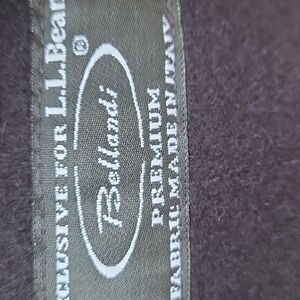 EXCLUSIVE FOR L.L.Bean®
Bellandi
PREMIUM
FABRIC MADE IN ITALY